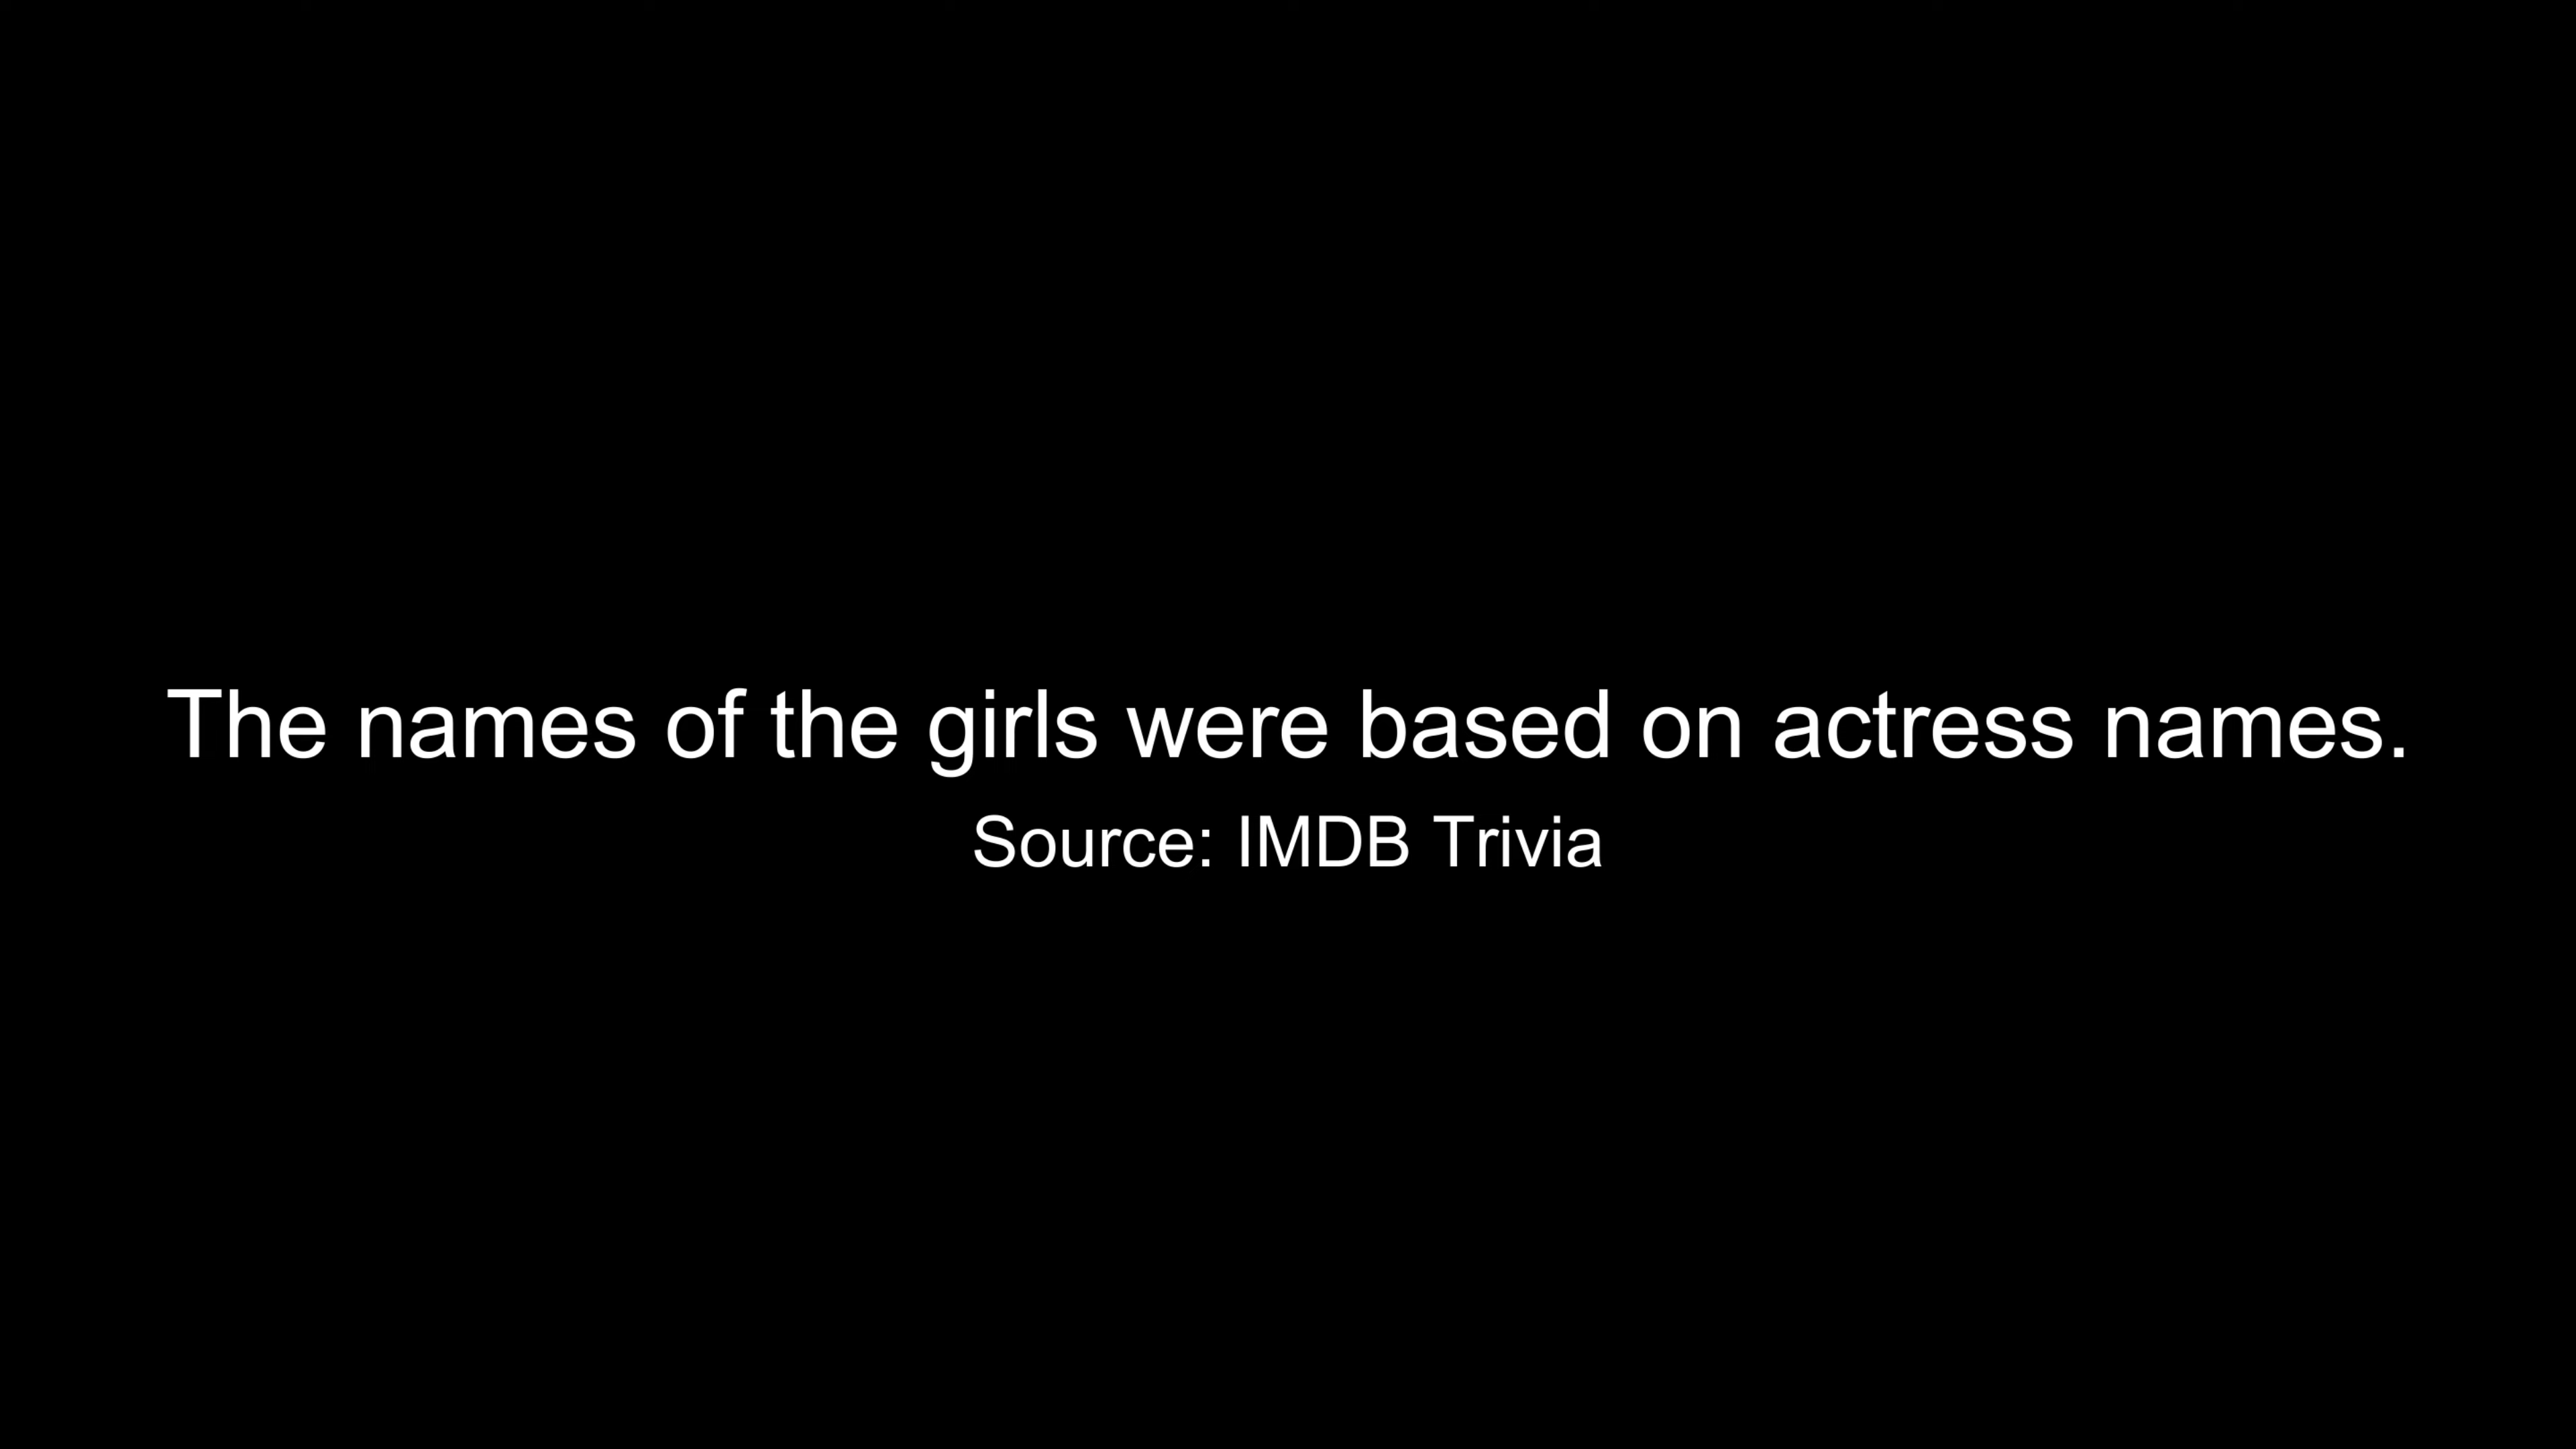 The names of the girls were based on actress names.
Source: IMDB Trivia